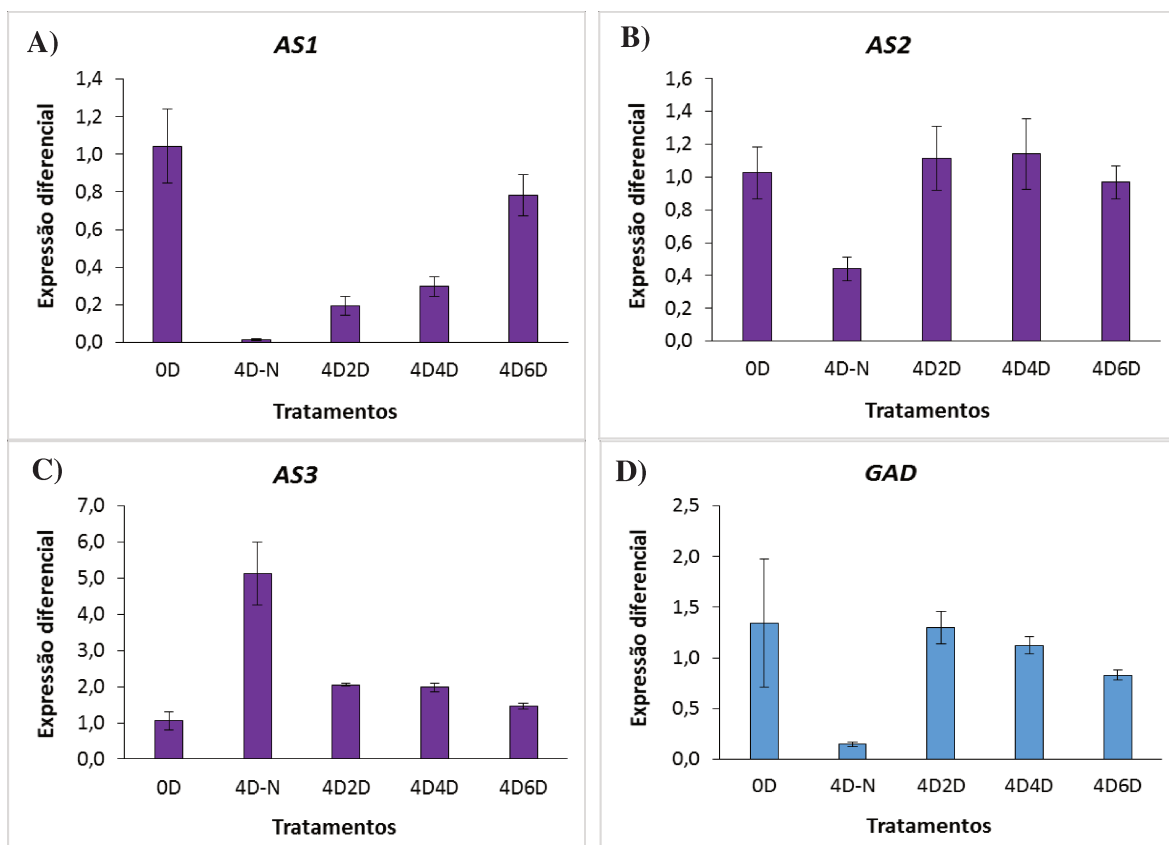 A)
AS1
Expressão diferencial
1,4
1,2
1,0
0,8
0,6
0,4
0,2
0,0
0D 4D-N 4D2D 4D4D 4D6D
Tratamentos
B)
AS2
Expressão diferencial
1,6
1,4
1,2
1,0
0,8
0,6
0,4
0,2
0,0
0D 4D-N 4D2D 4D4D 4D6D
Tratamentos
C)
AS3
Expressão diferencial
7,0
6,0
5,0
4,0
3,0
2,0
1,0
0,0
0D 4D-N 4D2D 4D4D 4D6D
Tratamentos
D)
GAD
Expressão diferencial
2,5
2,0
1,5
1,0
0,5
0,0
0D 4D-N 4D2D 4D4D 4D6D
Tratamentos